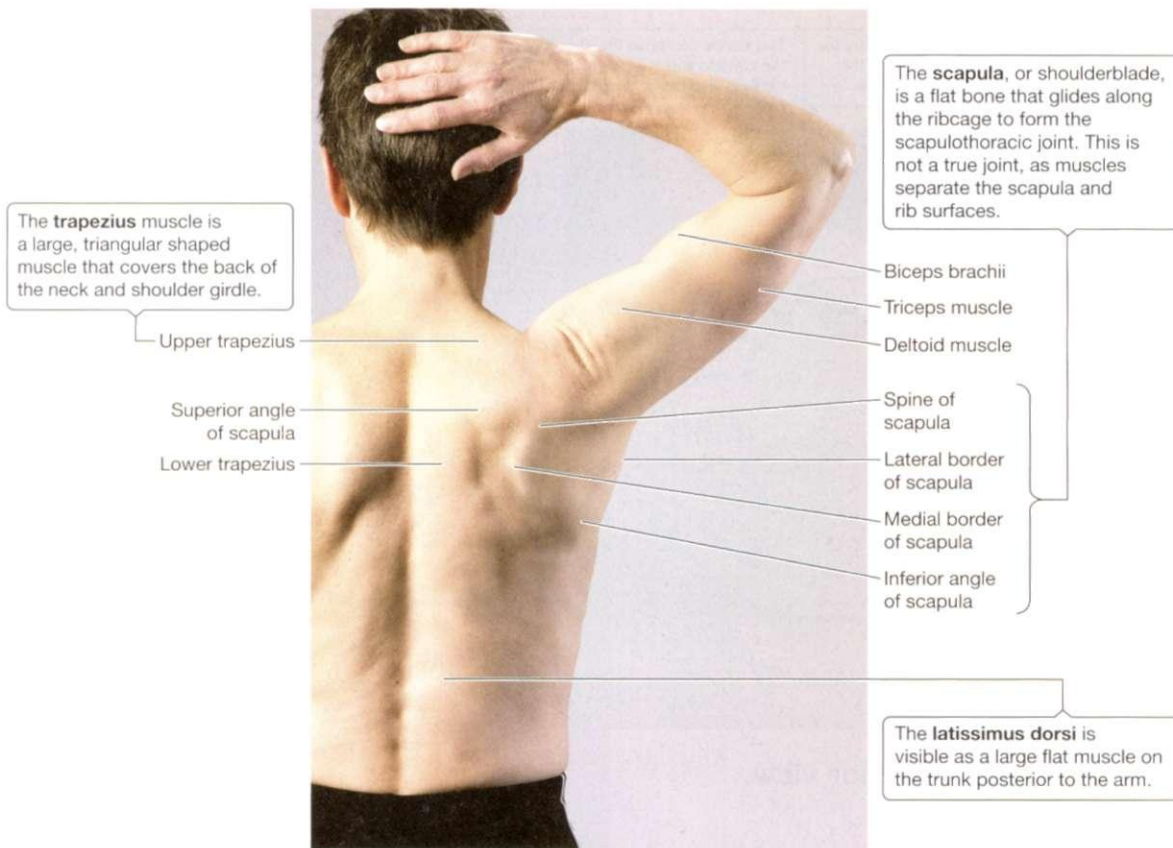 The scapula, or shoulderblade,
is a flat bone that glides along
the ribcage to form the
scapulothoracic joint. This is
not a true joint, as muscles
separate the scapula and
rib surfaces.
The trapezius muscle is
a large, triangular shaped
muscle that covers the back of
the neck and shoulder girdle.
Upper trapezius
Superior angle
of scapula
Lower trapezius
Biceps brachii
Triceps muscle
Deltoid muscle
Spine of
scapula
Lateral border
of scapula
Medial border
of scapula
Inferior angle
of scapula
The latissimus dorsi is
visible as a large flat muscle on
the trunk posterior to the arm.